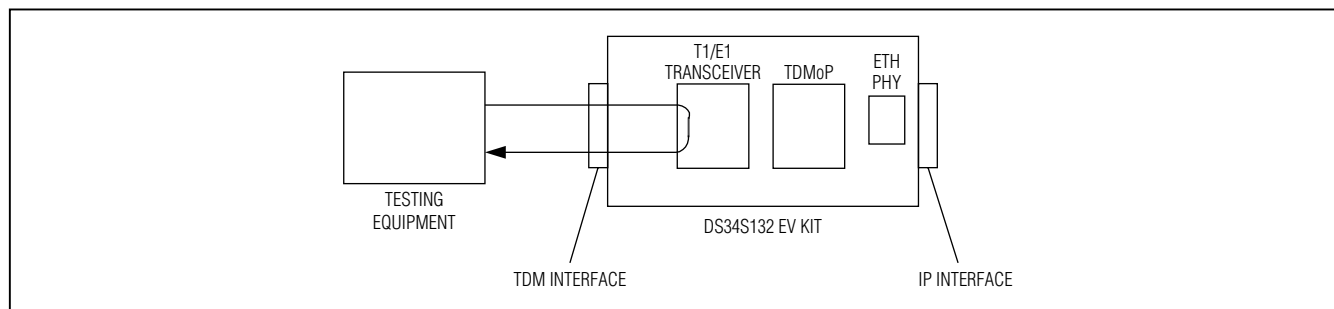 T1/E1
TRANSCEIVER
TDMoP
ETH
PHY
TESTING
EQUIPMENT
DS34S132 EV KIT
TDM INTERFACE
IP INTERFACE